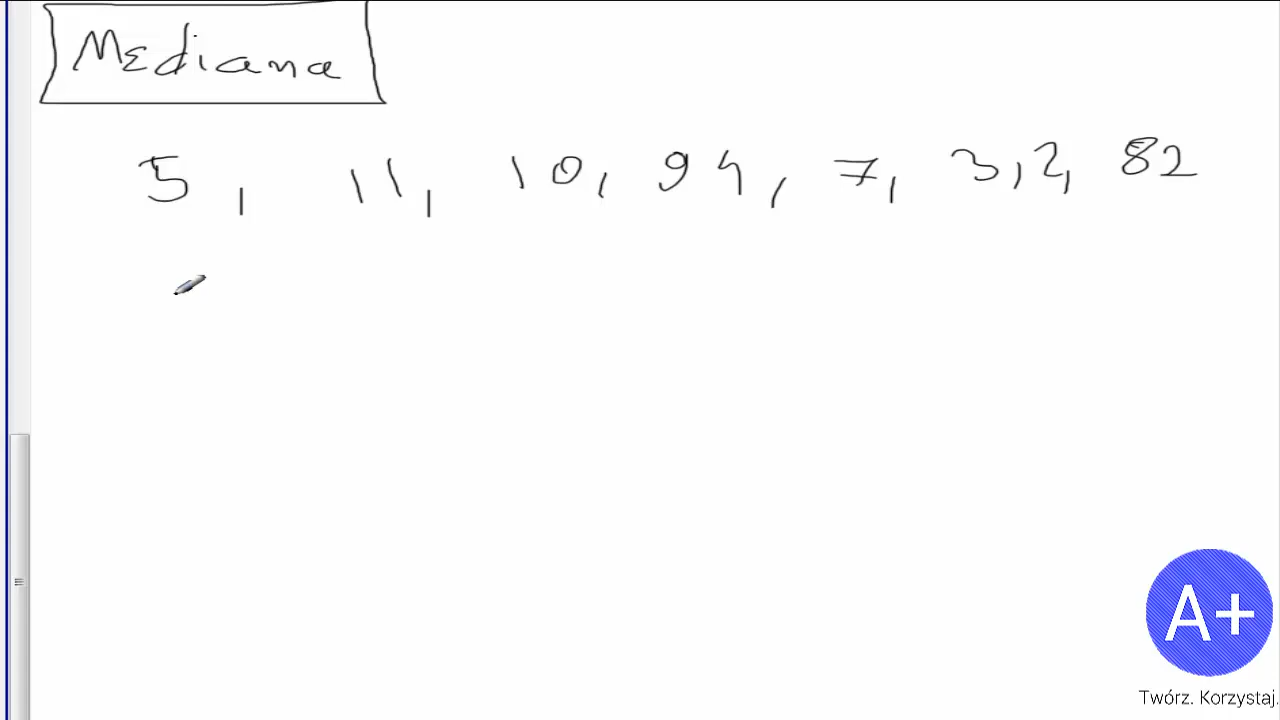 Mediana
5, 11, 10, 94, 7, 3, 2, 82
A+
Twórz. Korzystaj.